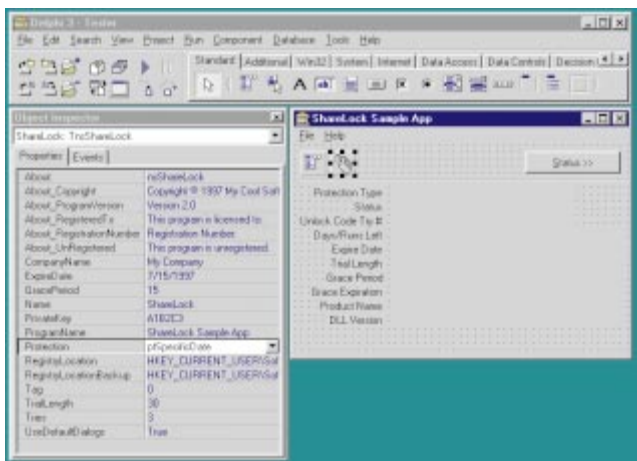 Delphi 3 - Tester
File Edit Search View Project Run Component Database Tools Help
Standard Additional Win32 System Internet Data Access Data Controls Decision
Object Inspector
ShareLock: TnsShareLock
Properties Events
About nsShareLock
About_Copyright Copyright © 1997 My Cool Soft
About_ProgramVersion Version 2.0
About_RegisteredTo This program is licensed to:
About_RegistrationNumber Registration Number:
About_UnRegistered This program is unregistered.
CompanyName My Company
ExpireDate 7/15/1997
GracePeriod 15
Name ShareLock
PrivateKey A1B2C3
ProgramName ShareLock Sample App
Protection ptSpecificDate
RegistryLocation HKEY_CURRENT_USER\Sof
RegistryLocationBackup HKEY_CURRENT_USER\Sof
Tag 0
TrialLength 30
Tries 3
UseDefaultDialogs True
ShareLock Sample App
File Help
Status >>
Protection Type
Status
Unlock Code Try #
Days/Runs Left
Expire Date
Trial Length
Grace Period
Grace Expiration
Product Name
DLL Version